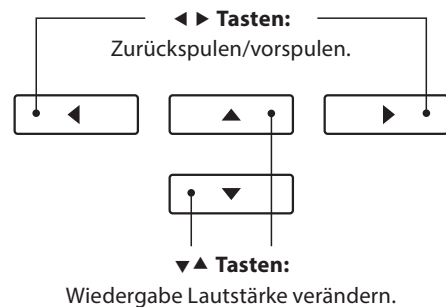 ◀ ▶ Tasten:
Zurückspulen/vorspulen.
◀ ▲ ▶
▼
▼▲ Tasten:
Wiedergabe Lautstärke verändern.